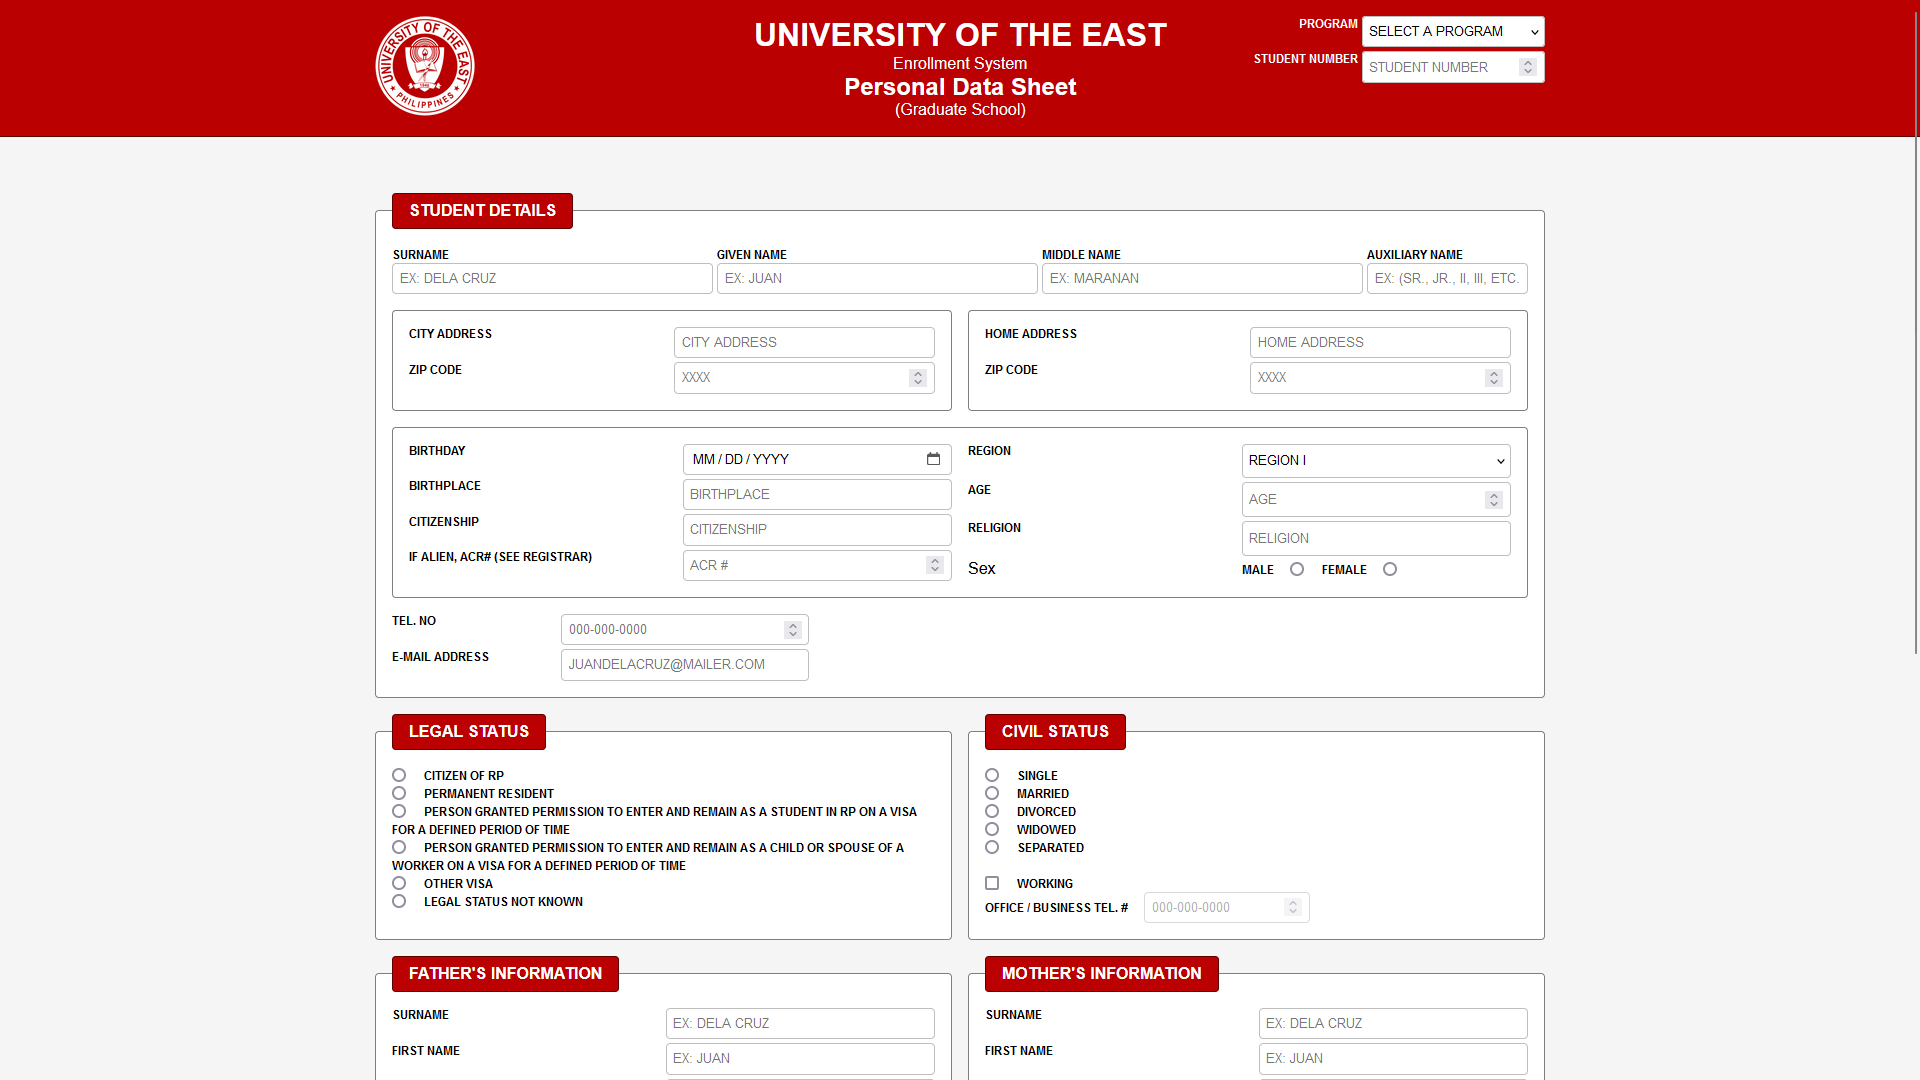 UNIVERSITY OF THE EAST
PHILIPPINES
UNIVERSITY OF THE EAST
Enrollment System
Personal Data Sheet
(Graduate School)
PROGRAM SELECT A PROGRAM
STUDENT NUMBER STUDENT NUMBER
STUDENT DETAILS
SURNAME GIVEN NAME MIDDLE NAME AUXILIARY NAME
EX: DELA CRUZ EX: JUAN EX: MARANAN EX: (SR., JR., II, III, ETC.
CITY ADDRESS CITY ADDRESS
ZIP CODE XXXX
HOME ADDRESS HOME ADDRESS
ZIP CODE XXXX
BIRTHDAY MM / DD / YYYY
BIRTHPLACE BIRTHPLACE
CITIZENSHIP CITIZENSHIP
IF ALIEN, ACR# (SEE REGISTRAR) ACR #
REGION REGION I
AGE AGE
RELIGION RELIGION
Sex MALE FEMALE
TEL. NO 000-000-0000
E-MAIL ADDRESS JUANDELACRUZ@MAILER.COM
LEGAL STATUS
CITIZEN OF RP
PERMANENT RESIDENT
PERSON GRANTED PERMISSION TO ENTER AND REMAIN AS A STUDENT IN RP ON A VISA
FOR A DEFINED PERIOD OF TIME
PERSON GRANTED PERMISSION TO ENTER AND REMAIN AS A CHILD OR SPOUSE OF A
WORKER ON A VISA FOR A DEFINED PERIOD OF TIME
OTHER VISA
LEGAL STATUS NOT KNOWN
CIVIL STATUS
SINGLE
MARRIED
DIVORCED
WIDOWED
SEPARATED
WORKING
OFFICE / BUSINESS TEL. # 000-000-0000
FATHER'S INFORMATION
SURNAME EX: DELA CRUZ
FIRST NAME EX: JUAN
MOTHER'S INFORMATION
SURNAME EX: DELA CRUZ
FIRST NAME EX: JUAN